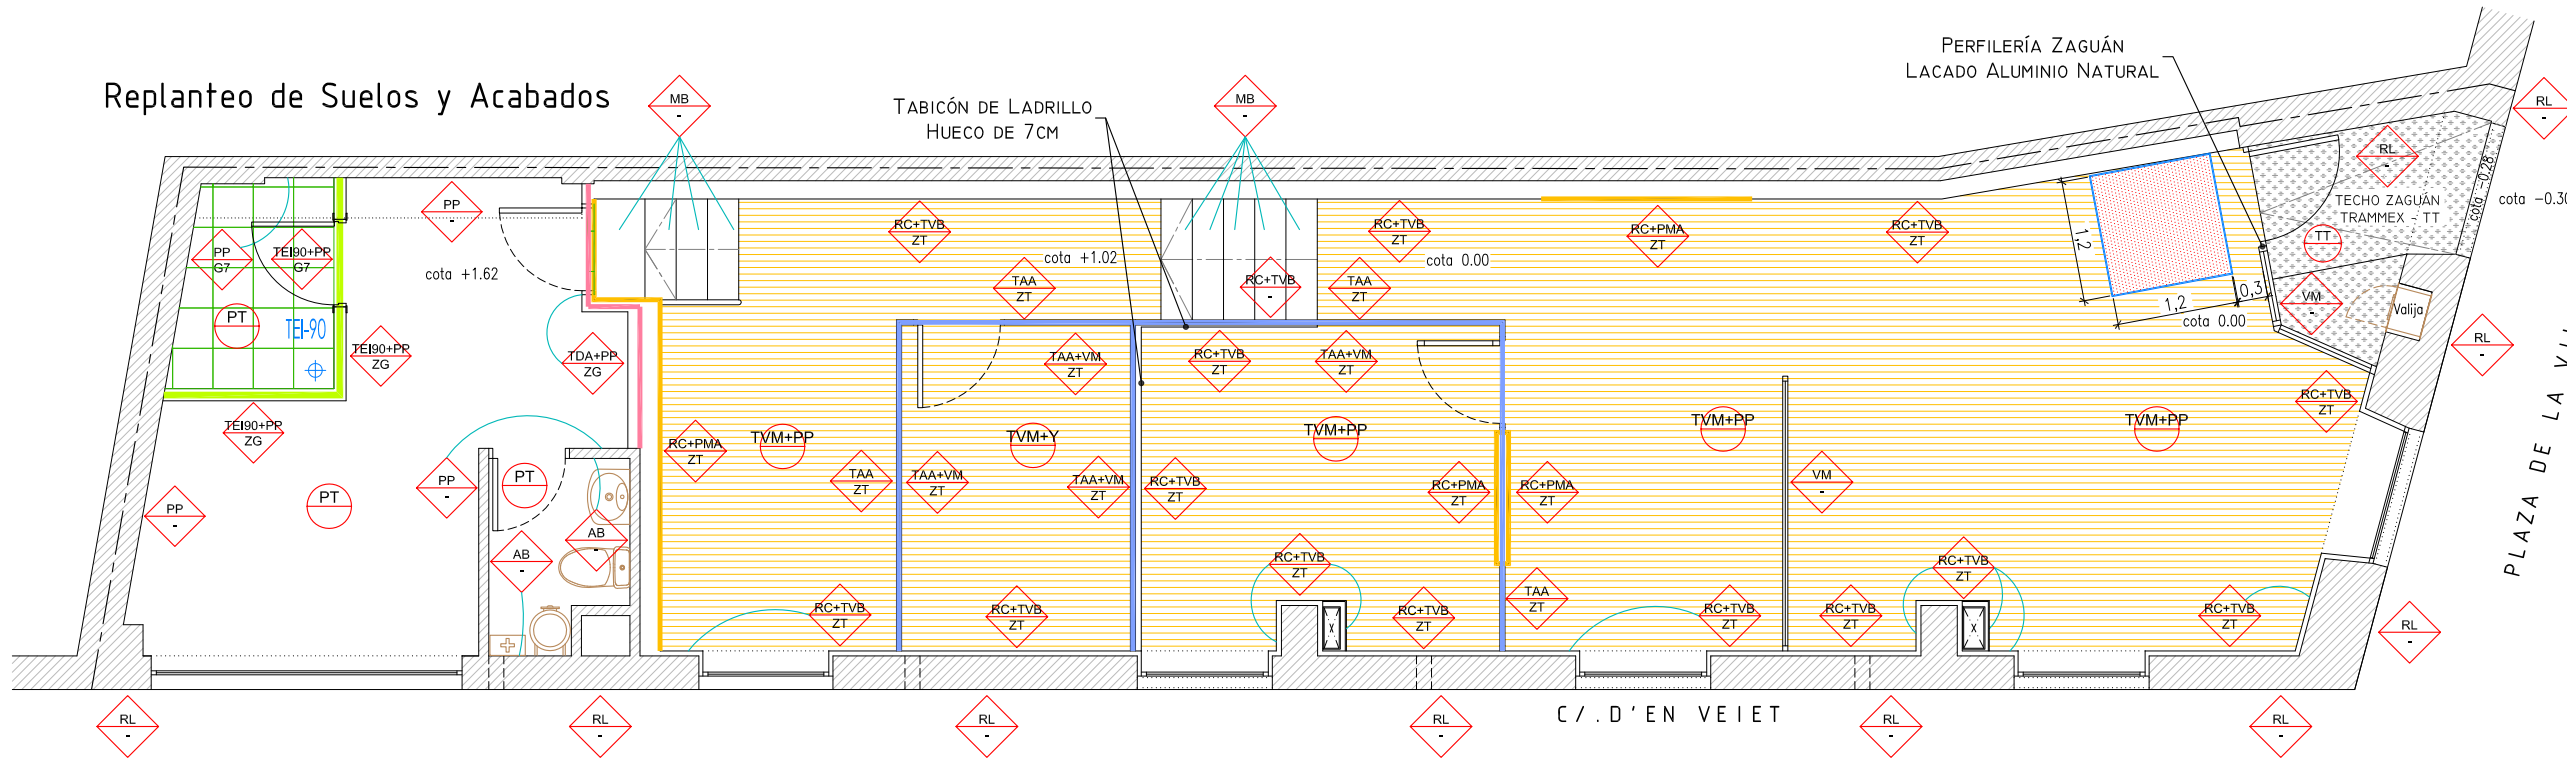 Replanteo de Suelos y Acabados
PERFILERÍA ZAGUÁN
LACADO ALUMINIO NATURAL
TABICÓN DE LADRILLO
HUECO DE 7CM
MB
-
MB
-
RL
-
RL
-
cota -0.28
cota -0.30
TECHO ZAGUÁN
TRAMMEX - TT
TT
PP
-
PP
G7
TEI90+PP
G7
cota +1.62
RC+TVB
ZT
cota +1.02
TAA
ZT
RC+TVB
-
RC+TVB
ZT
TAA
ZT
cota 0.00
RC+PMA
ZT
RC+TVB
ZT
1,2
1,2
0,3
cota 0.00
VM
-
Valija
PT
TEI-90
TEI90+PP
ZG
TDA+PP
ZG
TAA+VM
ZT
RC+TVB
ZT
TAA+VM
ZT
RL
-
RC+TVB
ZT
TEI90+PP
ZG
RC+PMA
ZT
TVM+PP
TVM+Y
TVM+PP
TVM+PP
TVM+PP
PP
-
PT
PP
-
PT
TAA
ZT
TAA+VM
ZT
TAA+VM
ZT
RC+TVB
ZT
RC+PMA
ZT
RC+PMA
ZT
VM
-
AB
-
AB
-
RC+TVB
ZT
RC+TVB
ZT
RC+TVB
ZT
RC+TVB
ZT
X
RC+TVB
ZT
TAA
ZT
RC+TVB
ZT
RC+TVB
ZT
X
RC+TVB
ZT
RL
-
PLAZA DE LA
RL
-
RL
-
RL
-
RL
-
C/.D'EN VEIET
RL
-
RL
-